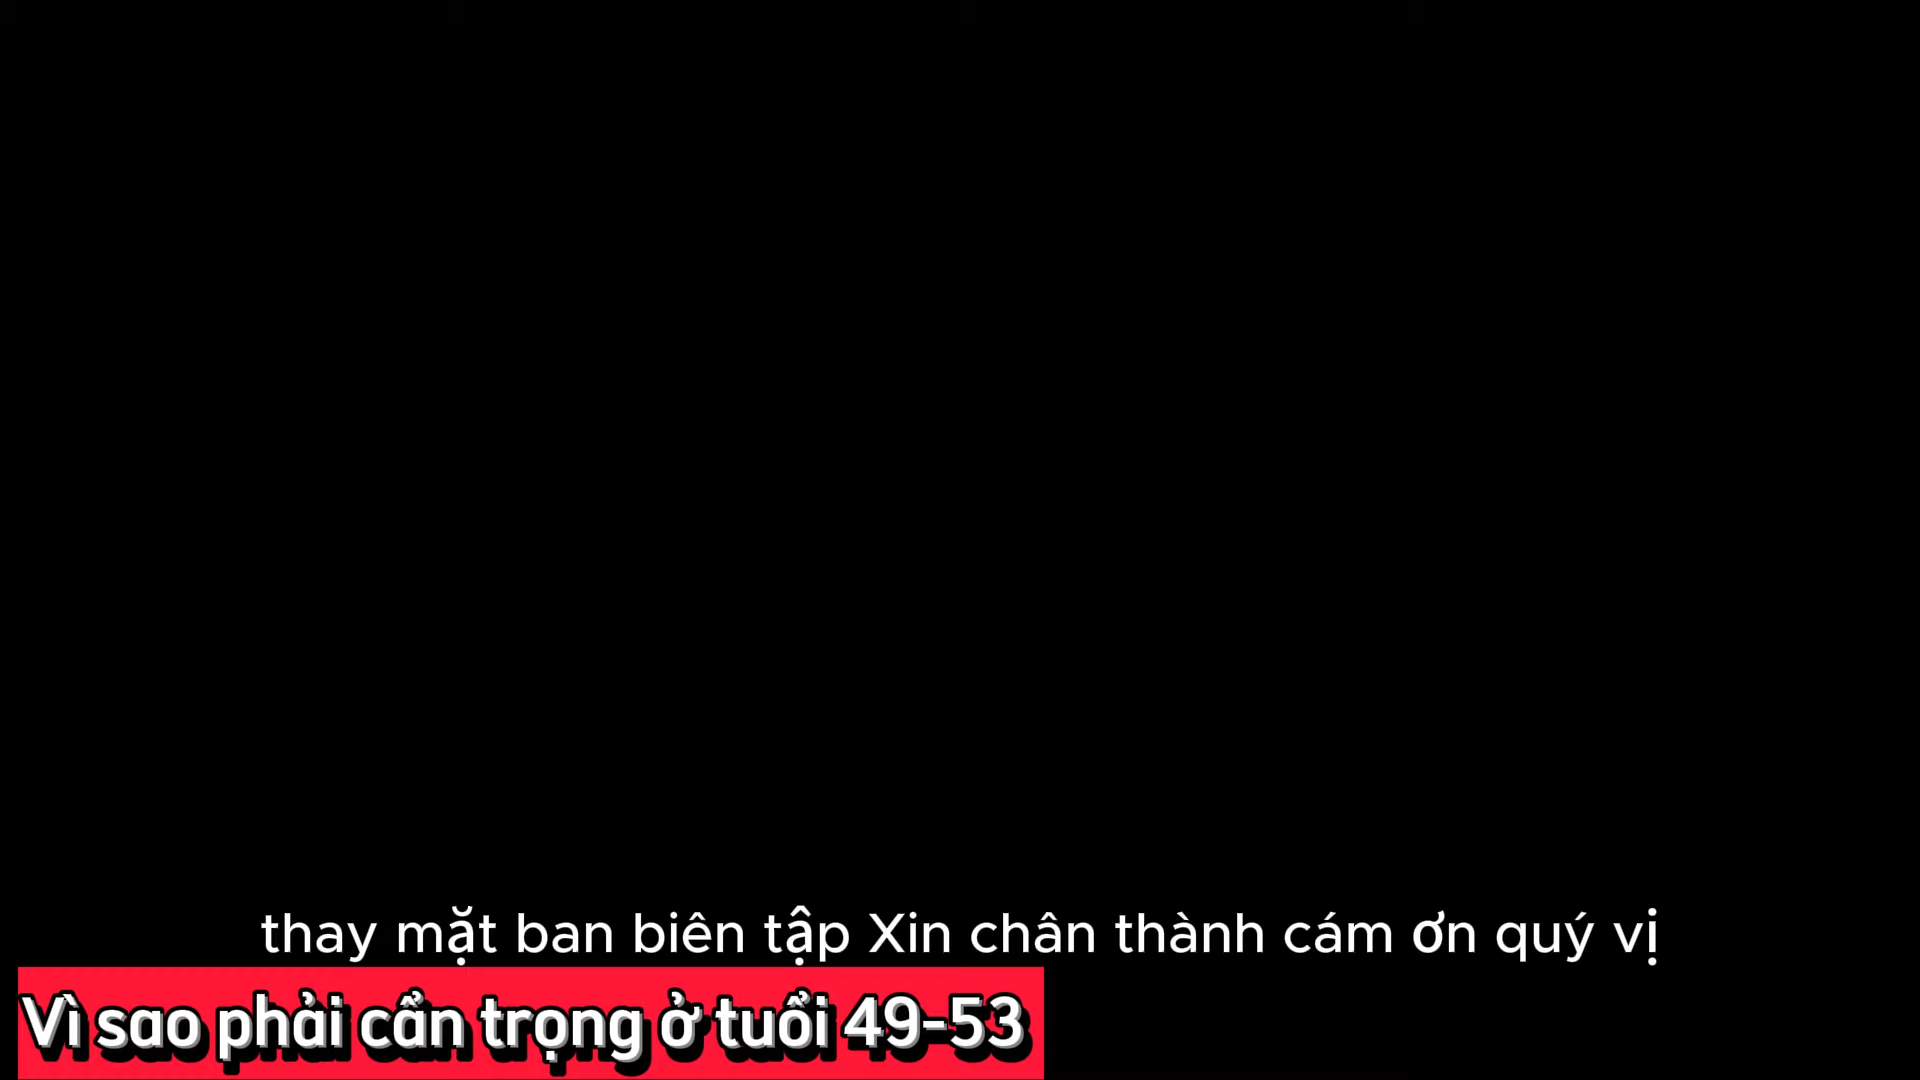 thay mặt ban biên tập Xin chân thành cám ơn quý vị
Vì sao phải cẩn trọng ở tuổi 49-53